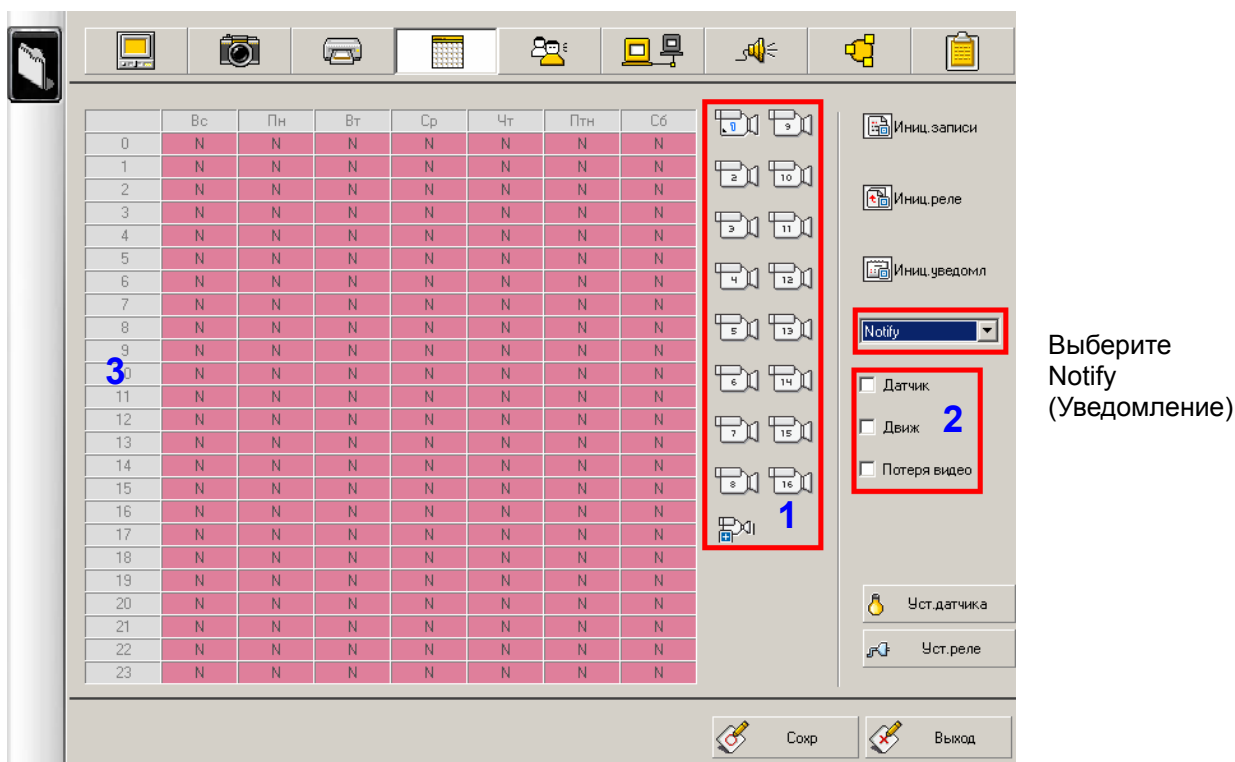 Вс Пн Вт Ср Чт Птн Сб
0 N N N N N N N
1 N N N N N N N
2 N N N N N N N
3 N N N N N N N
4 N N N N N N N
5 N N N N N N N
6 N N N N N N N
7 N N N N N N N
8 N N N N N N N
9 N N N N N N N
10 N N N N N N N
11 N N N N N N N
12 N N N N N N N
13 N N N N N N N
14 N N N N N N N
15 N N N N N N N
16 N N N N N N N
17 N N N N N N N
18 N N N N N N N
19 N N N N N N N
20 N N N N N N N
21 N N N N N N N
22 N N N N N N N
23 N N N N N N N
3
1 9
2 10
3 11
4 12
5 13
6 14
7 15
8 16
1
Иниц.записи
Иниц.реле
Иниц.уведомл
Notify
Датчик
Движ
Потеря видео
2
Уст.датчика
Уст.реле
Сохр
Выход
Выберите
Notify
(Уведомление)